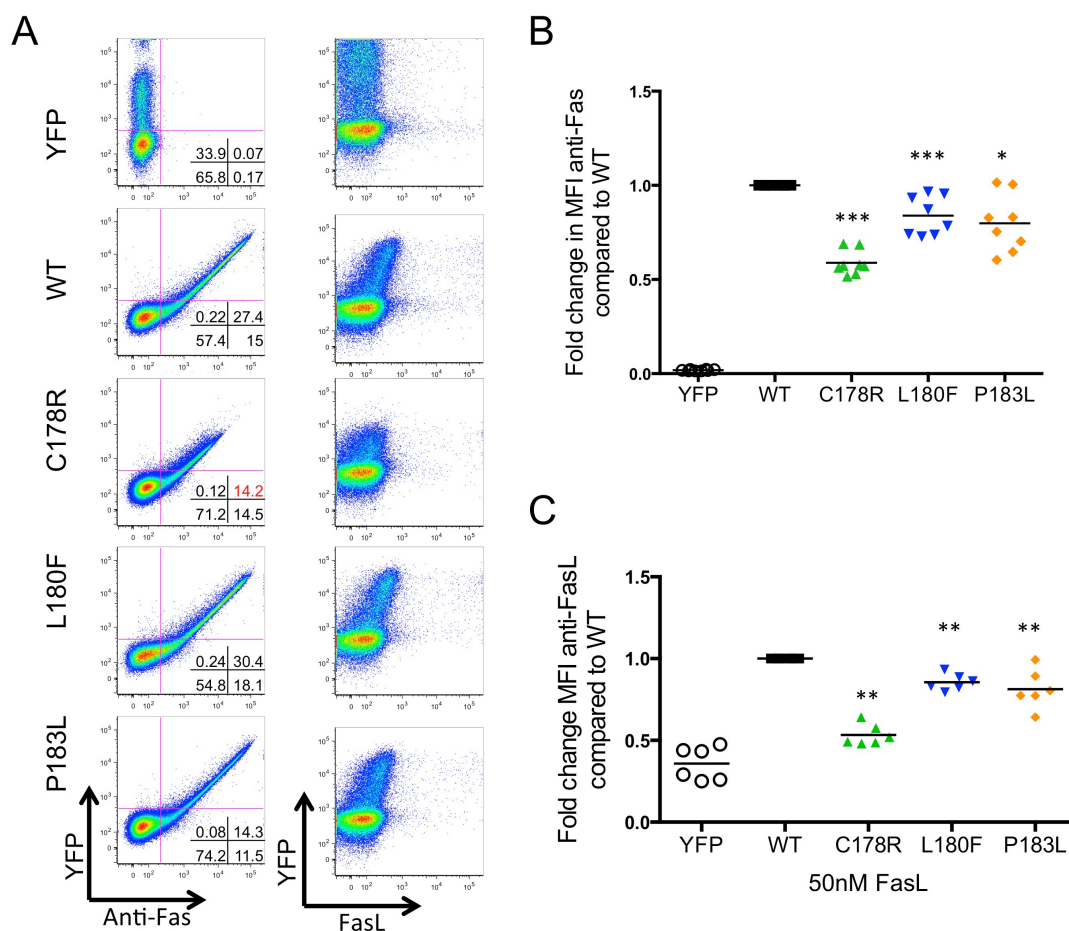 A
YFP
33.9 0.07
65.8 0.17
WT
0.22 27.4
57.4 15
C178R
0.12 14.2
71.2 14.5
L180F
0.24 30.4
54.8 18.1
P183L
0.08 14.3
74.2 11.5
YFP
Anti-Fas
YFP
FasL
B
Fold change in MFI anti-Fas
compared to WT
1.5
1.0
0.5
0.0
*** *** *
YFP WT C178R L180F P183L
C
Fold change MFI anti-FasL
compared to WT
1.5
1.0
0.5
0.0
** ** **
YFP WT C178R L180F P183L
50nM FasL